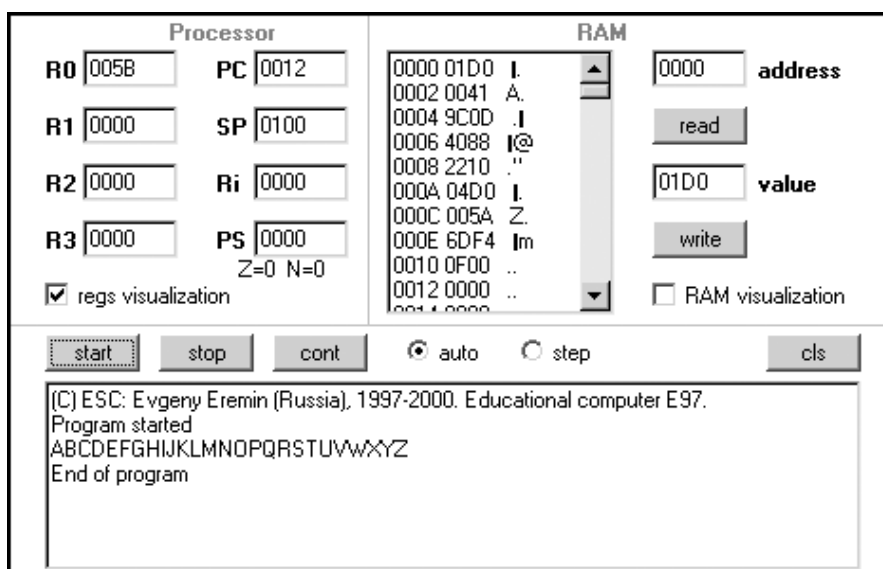 Processor
R0 005B PC 0012
R1 0000 SP 0100
R2 0000 Ri 0000
R3 0000 PS 0000
Z=0 N=0
regs visualization
RAM
0000 01D0 .
0002 0041 A.
0004 9C0D .
0006 4088 @
0008 2210 ."
000A 04D0 .
000C 005A Z.
000E 6DF4 m
0010 0F00 ..
0012 0000 ..
0000 address
read
01D0 value
write
RAM visualization
start stop cont auto step cls
(C) ESC: Evgeny Eremin (Russia), 1997-2000. Educational computer E97.
Program started
ABCDEFGHIJKLMNOPQRSTUVWXYZ
End of program